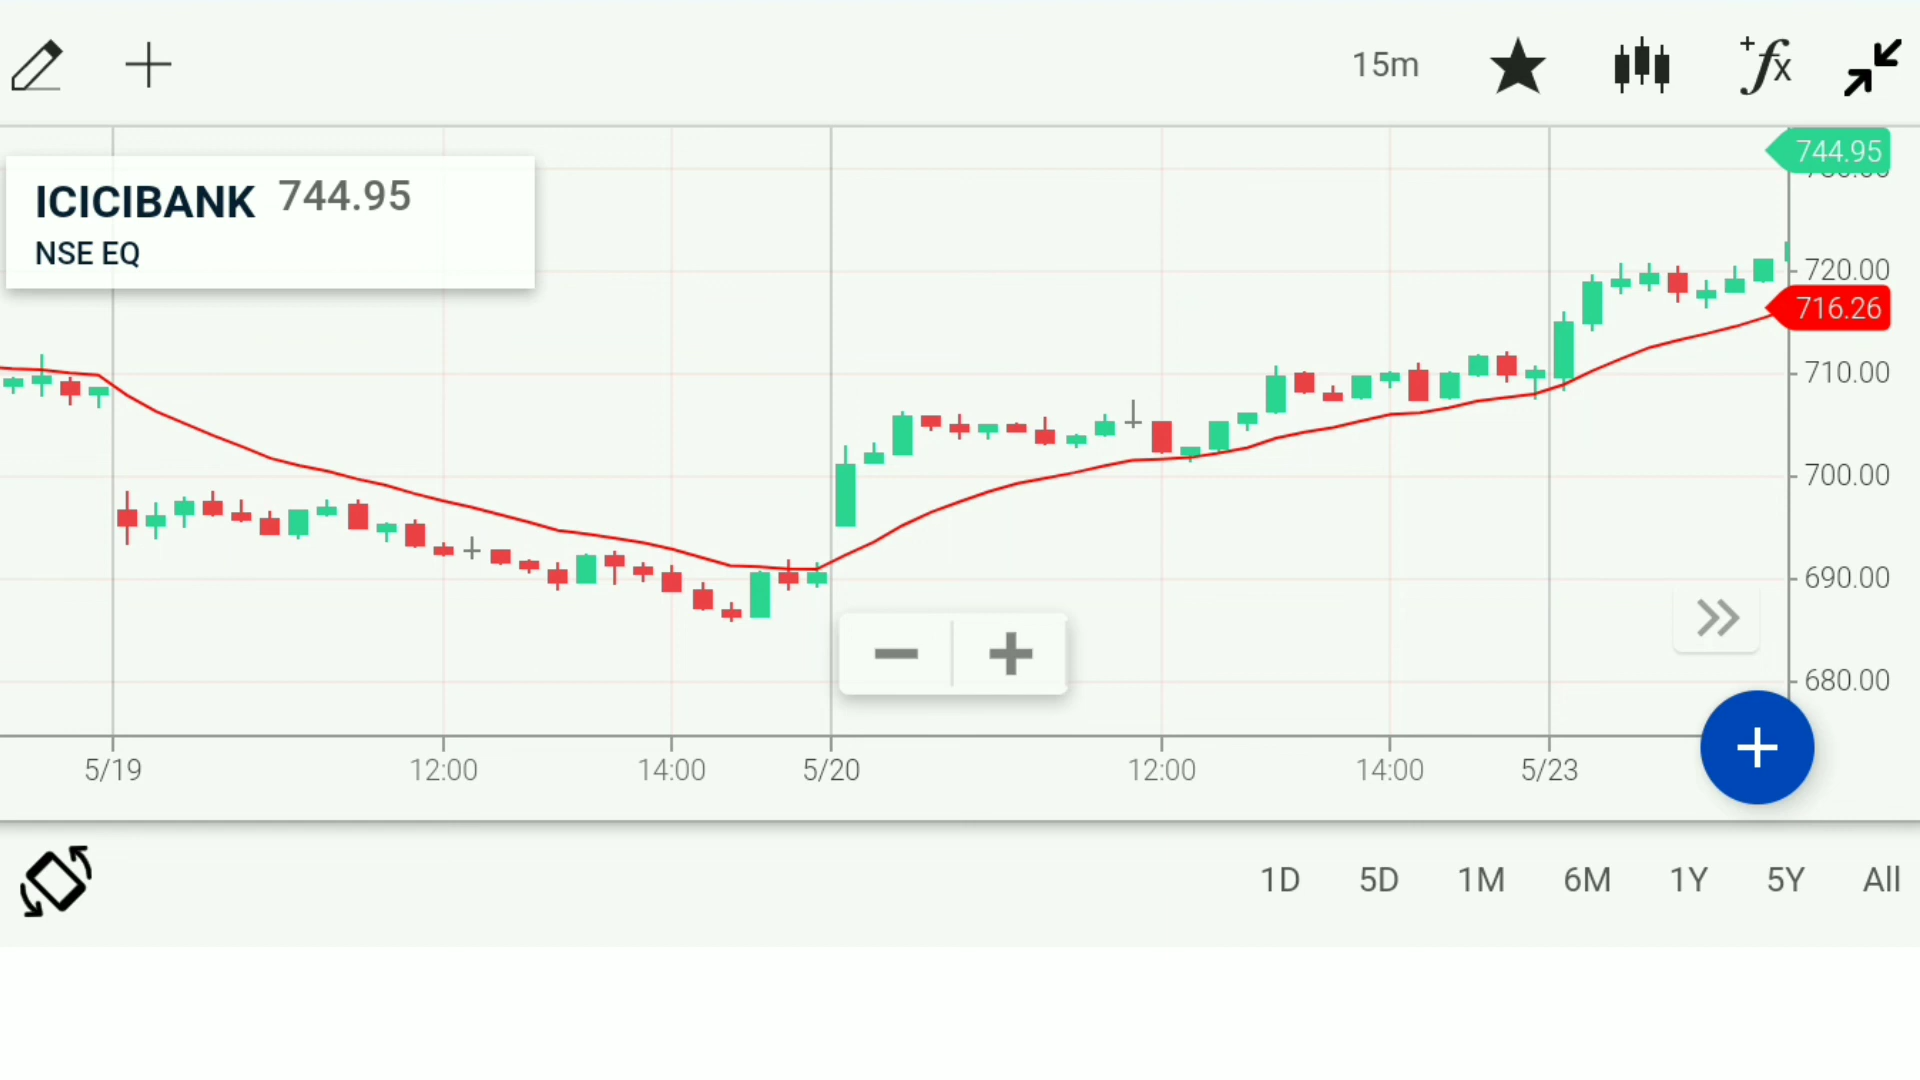 15m
fx
744.95
ICICIBANK 744.95
NSE EQ
720.00
716.26
710.00
700.00
690.00
680.00
5/19 12:00 14:00 5/20 12:00 14:00 5/23
1D 5D 1M 6M 1Y 5Y All